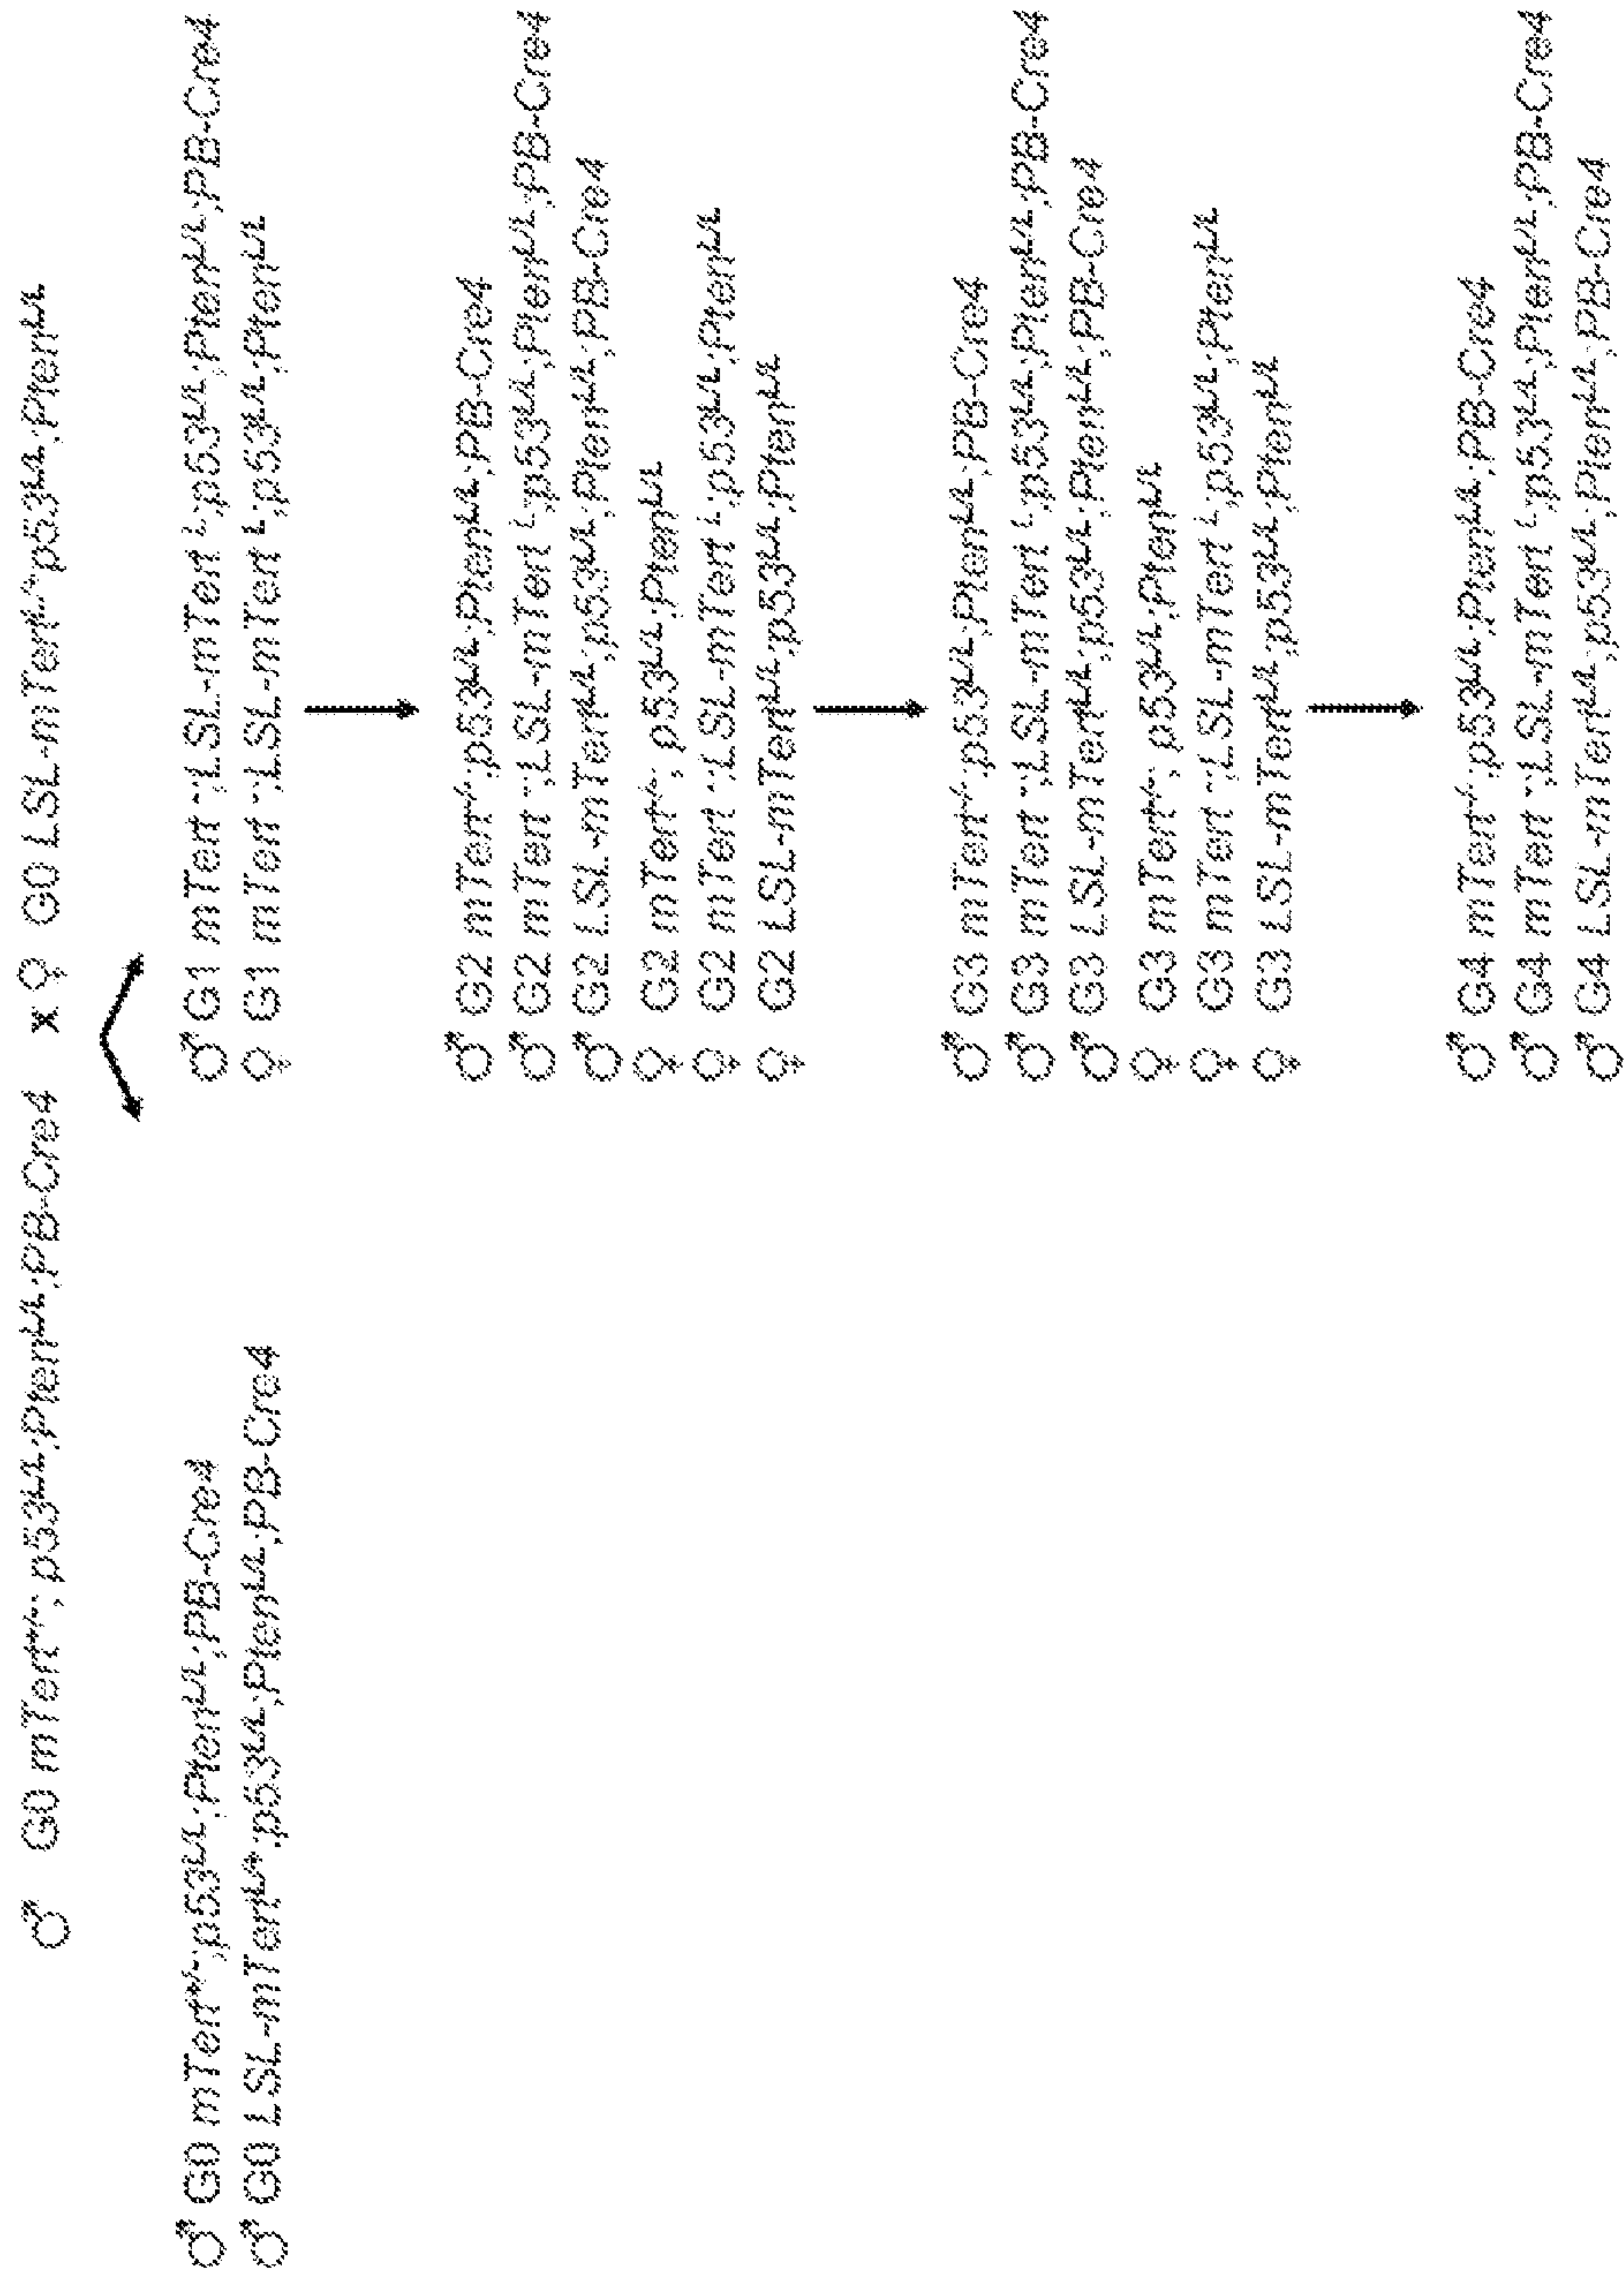 ♂ G0 mTert+/-; p53L/L;PtenL/L;PB-Cre4 x ♀ G0 LSL-mTertL/+p53L/L;PtenL/L
♂ G0 mTert+/-;p53L/L;PtenL/L;PB-Cre4
♂ G0 LSL-mTertL/+;p53L/L;PtenL/L;PB-Cre4
♂ G1 mTert -;LSL-mTert L;p53L/L;PtenL/L;PB-Cre4
♀ G1 mTert -;LSL-mTert L;p53L/L;PtenL/L
♂ G2 mTert-/-;p53L/L;PtenL/L;PB-Cre4
♂ G2 mTert -;LSL-mTert L;p53L/L;PtenL/L;PB-Cre4
♂ G2 LSL-mTertL/L;p53L/L;PtenL/L;PB-Cre4
♀ G2 mTert-/-; p53L/L;PtenL/L
♀ G2 mTert -;LSL-mTert L;p53L/L;PtenL/L
♀ G2 LSL-mTertL/L;p53L/L;PtenL/L
♂ G3 mTert-/-;p53L/L;PtenL/L;PB-Cre4
♂ G3 mTert -;LSL-mTert L;p53L/L;PtenL/L;PB-Cre4
♂ G3 LSL-mTertL/L;p53L/L;PtenL/L;PB-Cre4
♀ G3 mTert-/-; p53L/L;PtenL/L
♀ G3 mTert -;LSL-mTert L;p53L/L;PtenL/L
♀ G3 LSL-mTertL/L;p53L/L;PtenL/L
♂ G4 mTert-/-;p53L/L;PtenL/L;PB-Cre4
♂ G4 mTert -;LSL-mTert L;p53L/L;PtenL/L;PB-Cre4
♂ G4 LSL-mTertL/L;p53L/L;PtenL/L;PB-Cre4